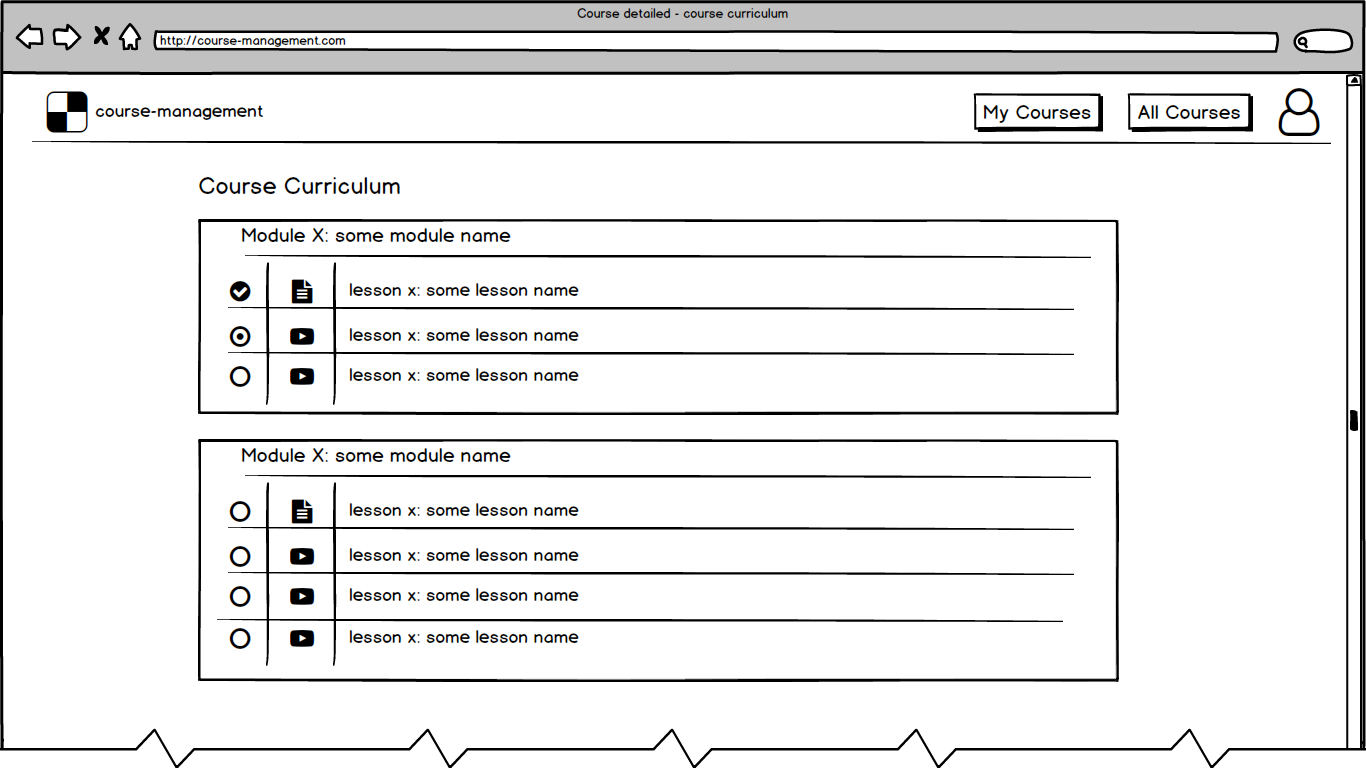 Course detailed - course curriculum
http://course-management.com
course-management
My Courses
All Courses
Course Curriculum
Module X: some module name
lesson x: some lesson name
lesson x: some lesson name
lesson x: some lesson name
Module X: some module name
lesson x: some lesson name
lesson x: some lesson name
lesson x: some lesson name
lesson x: some lesson name